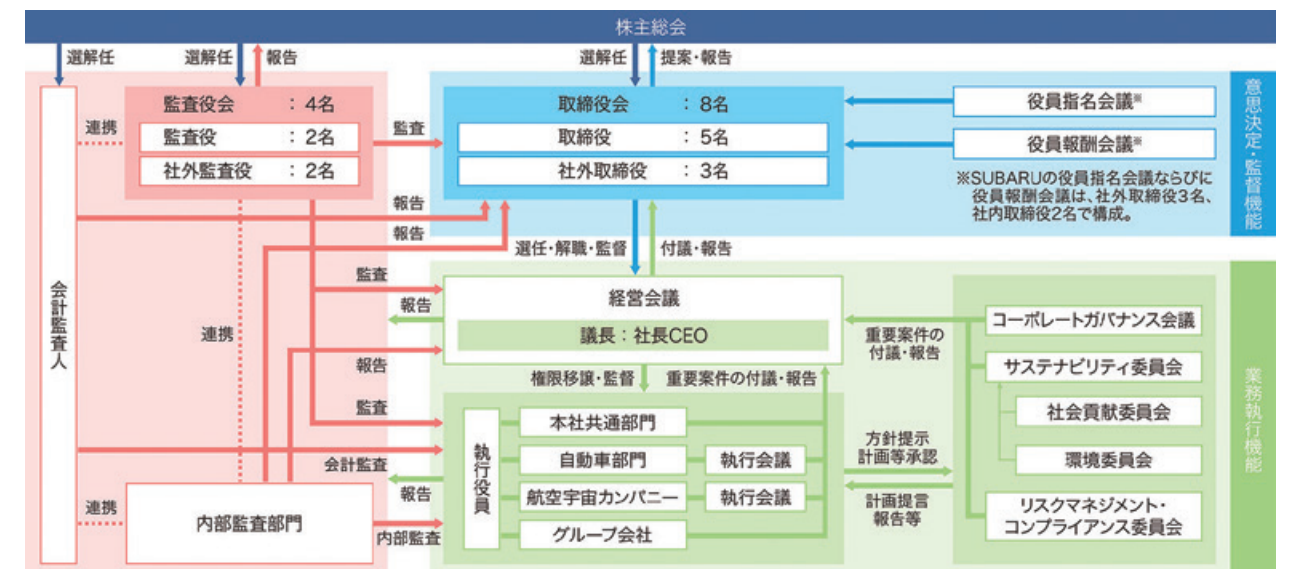 株主総会
選解任
選解任
報告
選解任
提案・報告
監査役会 : 4名
監査役 : 2名
社外監査役 : 2名
連携
監査
取締役会 : 8名
取締役 : 5名
社外取締役 : 3名
役員指名会議※
役員報酬会議※
※SUBARUの役員指名会議ならびに
役員報酬会議は、社外取締役3名、
社内取締役2名で構成。
意思決定・監督機能
報告
報告
選任・解職・監督
付議・報告
監査
報告
経営会議
議長:社長CEO
連携
報告
会計監査人
重要案件の
付議・報告
コーポレートガバナンス会議
サステナビリティ委員会
社会貢献委員会
環境委員会
リスクマネジメント・
コンプライアンス委員会
業務執行機能
権限移譲・監督
重要案件の付議・報告
監査
執行役員
本社共通部門
自動車部門
執行会議
航空宇宙カンパニー
執行会議
グループ会社
方針提示
計画等承認
計画提言
報告等
会計監査
報告
連携
内部監査部門
内部監査